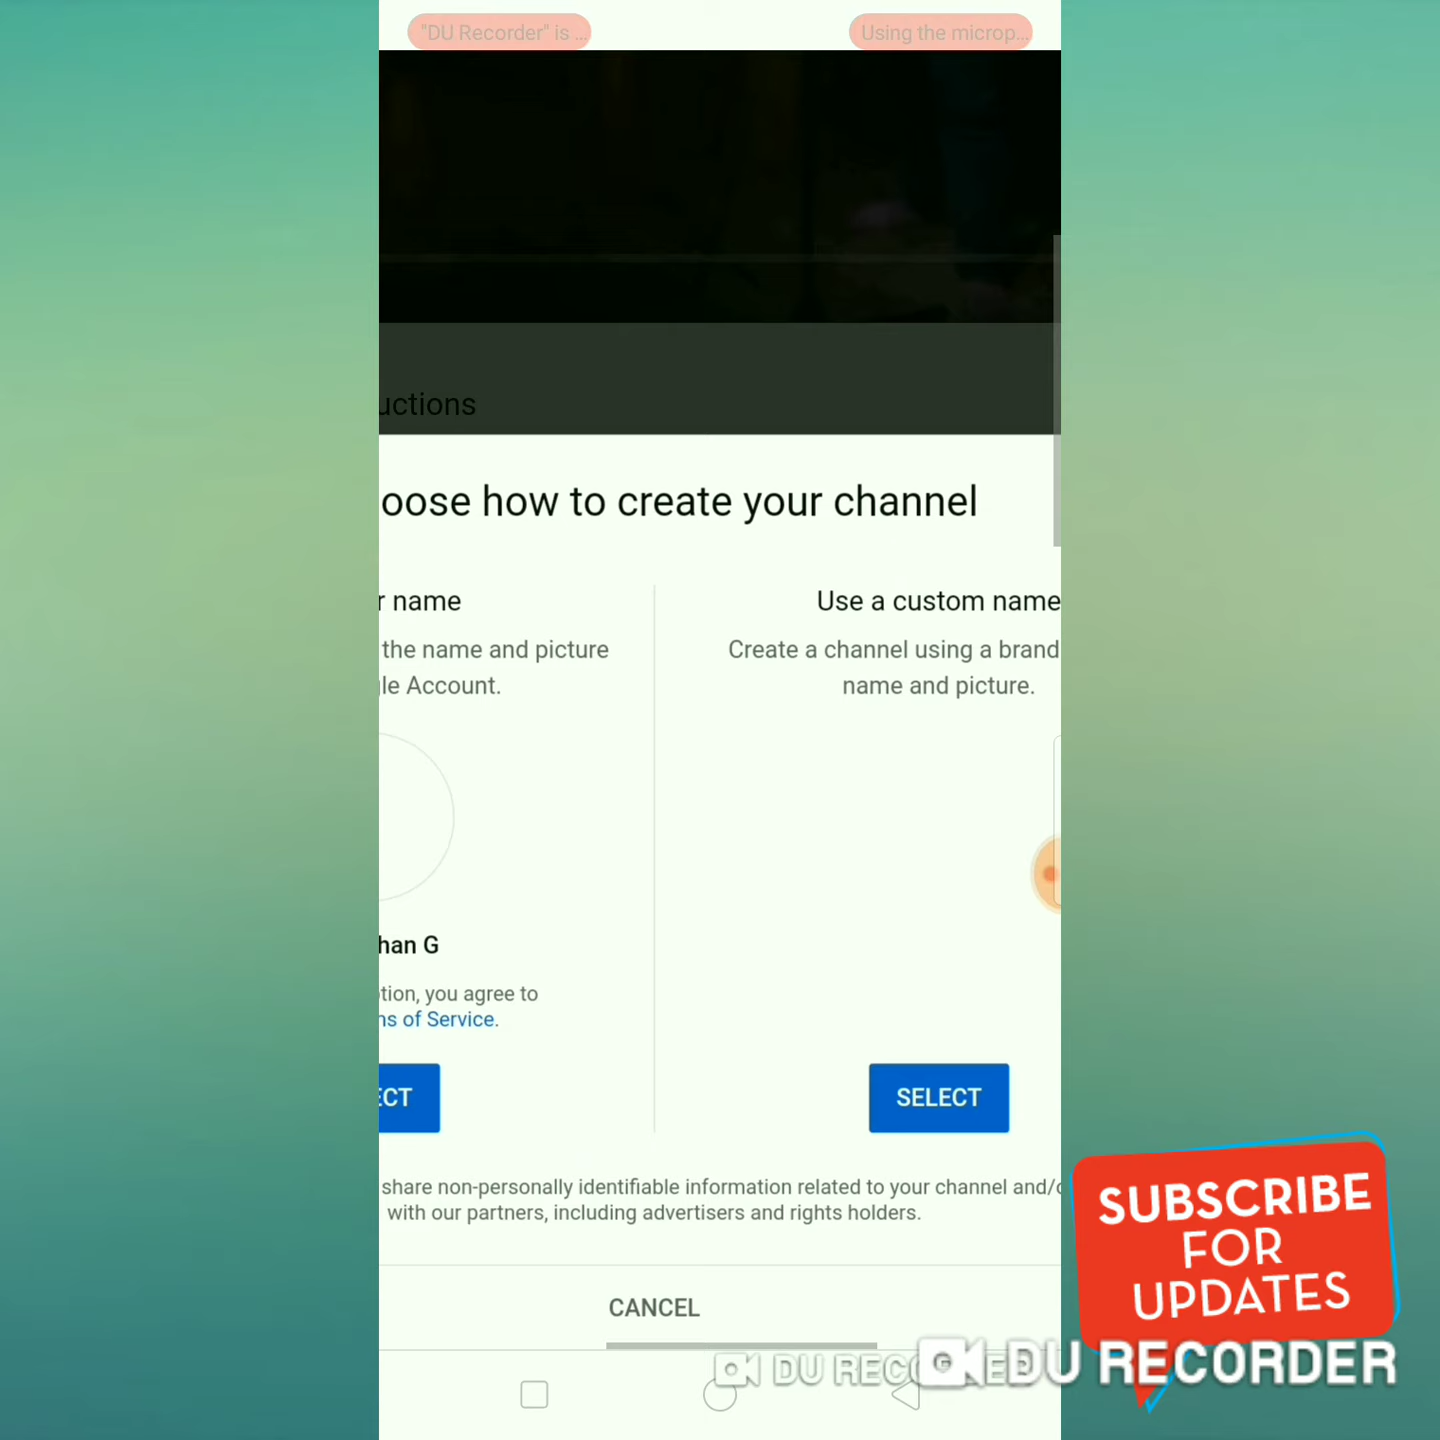 "DU Recorder" is ...
Using the microp...
uctions
oose how to create your channel
r name
the name and picture
le Account.
Use a custom name
Create a channel using a brand
name and picture.
han G
tion, you agree to
ns of Service.
ECT
SELECT
share non-personally identifiable information related to your channel and/o
with our partners, including advertisers and rights holders.
CANCEL
SUBSCRIBE
FOR
UPDATES
DU RECORDER
DU RECORDER